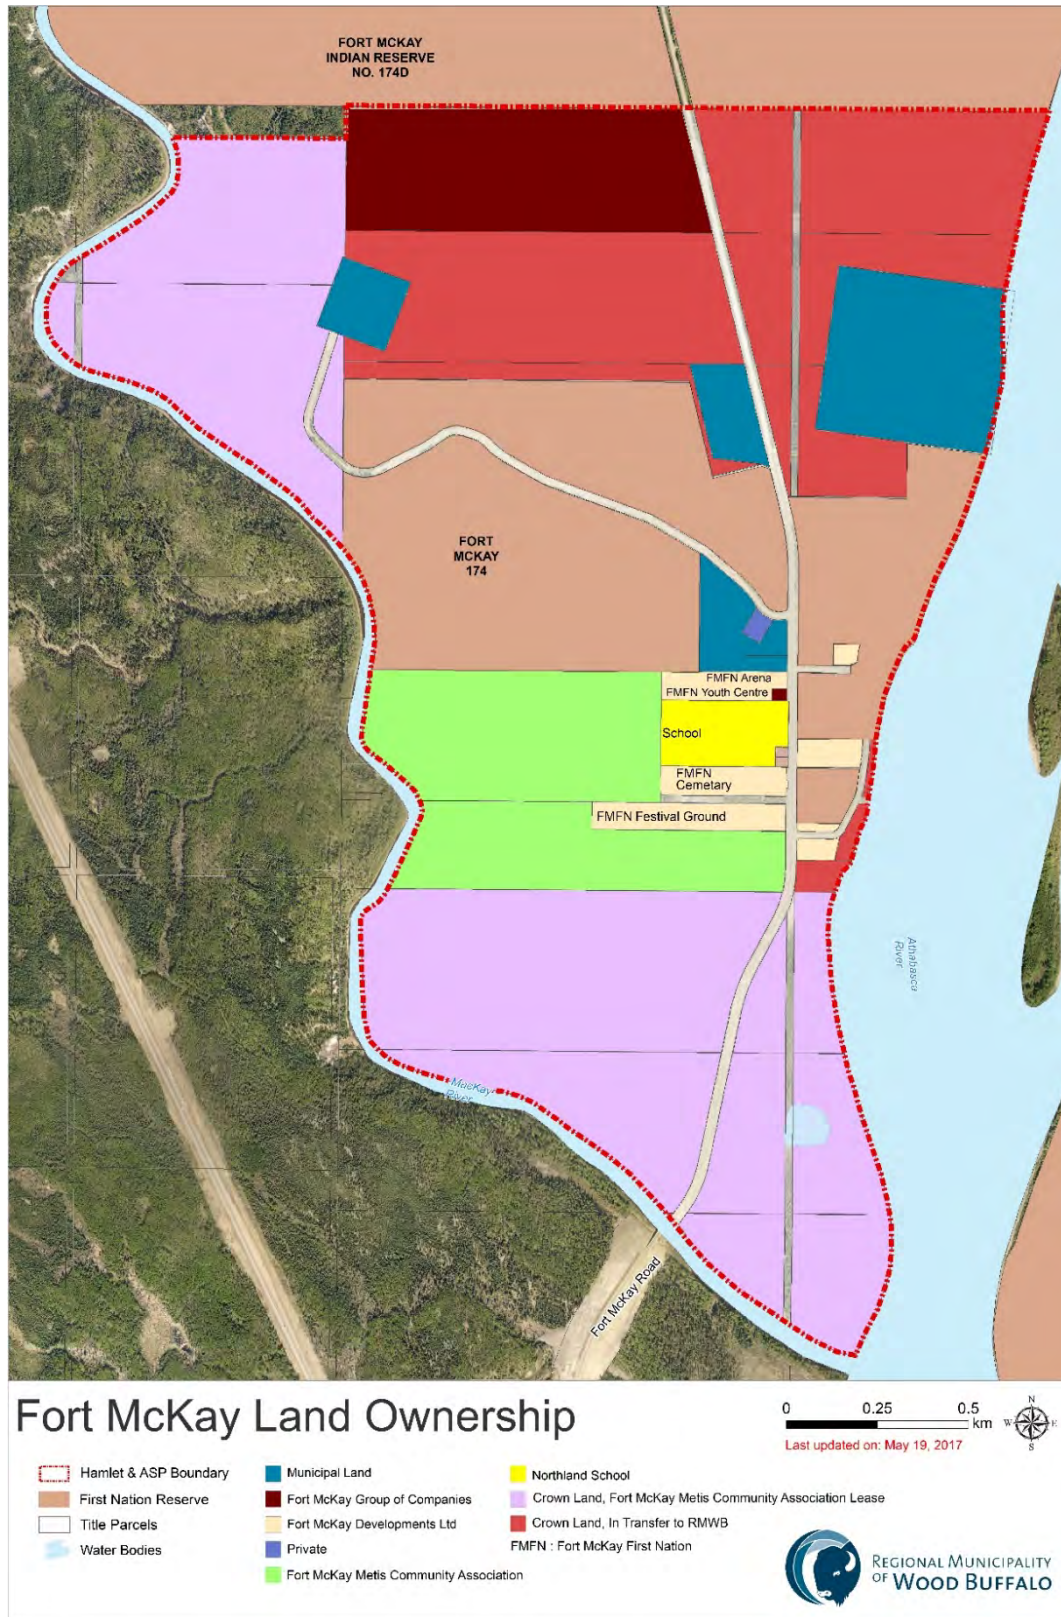 FORT MCKAY
INDIAN RESERVE
NO. 174D
FORT
MCKAY
174
FMFN Arena
FMFN Youth Centre
School
FMFN
Cemetary
FMFN Festival Ground
Athabasca
River
MacKay
River
Fort McKay Road
Fort McKay Land Ownership
0 0.25 0.5
km
Last updated on: May 19, 2017
N
W E
S
Hamlet & ASP Boundary
First Nation Reserve
Title Parcels
Water Bodies
Municipal Land
Fort McKay Group of Companies
Fort McKay Developments Ltd
Private
Fort McKay Metis Community Association
Northland School
Crown Land, Fort McKay Metis Community Association Lease
Crown Land, In Transfer to RMWB
FMFN : Fort McKay First Nation
REGIONAL MUNICIPALITY
OF WOOD BUFFALO